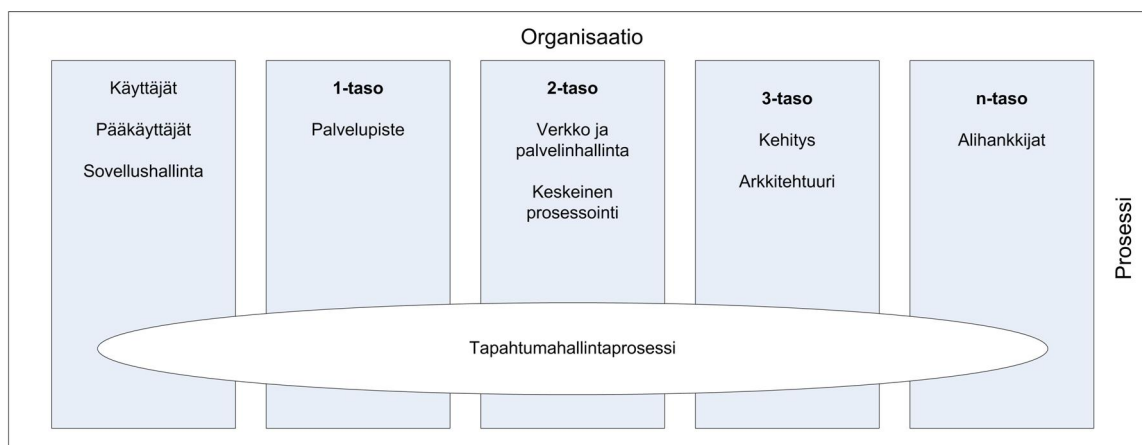 Organisaatio
Käyttäjät
Pääkäyttäjät
Sovellushallinta
1-taso
Palvelupiste
2-taso
Verkko ja
palvelinhallinta
Keskeinen
prosessointi
3-taso
Kehitys
Arkkitehtuuri
n-taso
Alihankkijat
Prosessi
Tapahtumahallintaprosessi